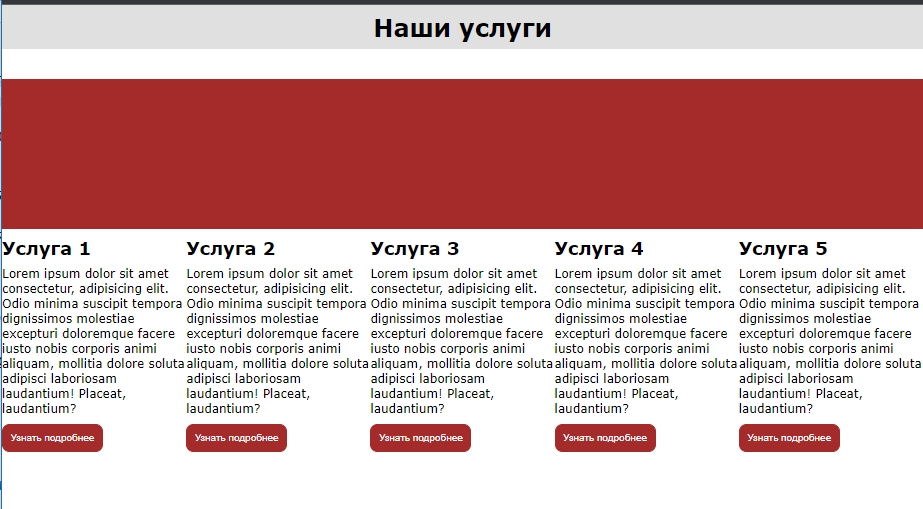 Наши услуги
Услуга 1
Lorem ipsum dolor sit amet
consectetur, adipisicing elit.
Odio minima suscipit tempora
dignissimos molestiae
excepturi doloremque facere
iusto nobis corporis animi
aliquam, mollitia dolore soluta
adipisci laboriosam
laudantium! Placeat,
laudantium?
Узнать подробнее
Услуга 2
Lorem ipsum dolor sit amet
consectetur, adipisicing elit.
Odio minima suscipit tempora
dignissimos molestiae
excepturi doloremque facere
iusto nobis corporis animi
aliquam, mollitia dolore soluta
adipisci laboriosam
laudantium! Placeat,
laudantium?
Узнать подробнее
Услуга 3
Lorem ipsum dolor sit amet
consectetur, adipisicing elit.
Odio minima suscipit tempora
dignissimos molestiae
excepturi doloremque facere
iusto nobis corporis animi
aliquam, mollitia dolore soluta
adipisci laboriosam
laudantium! Placeat,
laudantium?
Узнать подробнее
Услуга 4
Lorem ipsum dolor sit amet
consectetur, adipisicing elit.
Odio minima suscipit tempora
dignissimos molestiae
excepturi doloremque facere
iusto nobis corporis animi
aliquam, mollitia dolore soluta
adipisci laboriosam
laudantium! Placeat,
laudantium?
Узнать подробнее
Услуга 5
Lorem ipsum dolor sit amet
consectetur, adipisicing elit.
Odio minima suscipit tempora
dignissimos molestiae
excepturi doloremque facere
iusto nobis corporis animi
aliquam, mollitia dolore soluta
adipisci laboriosam
laudantium! Placeat,
laudantium?
Узнать подробнее